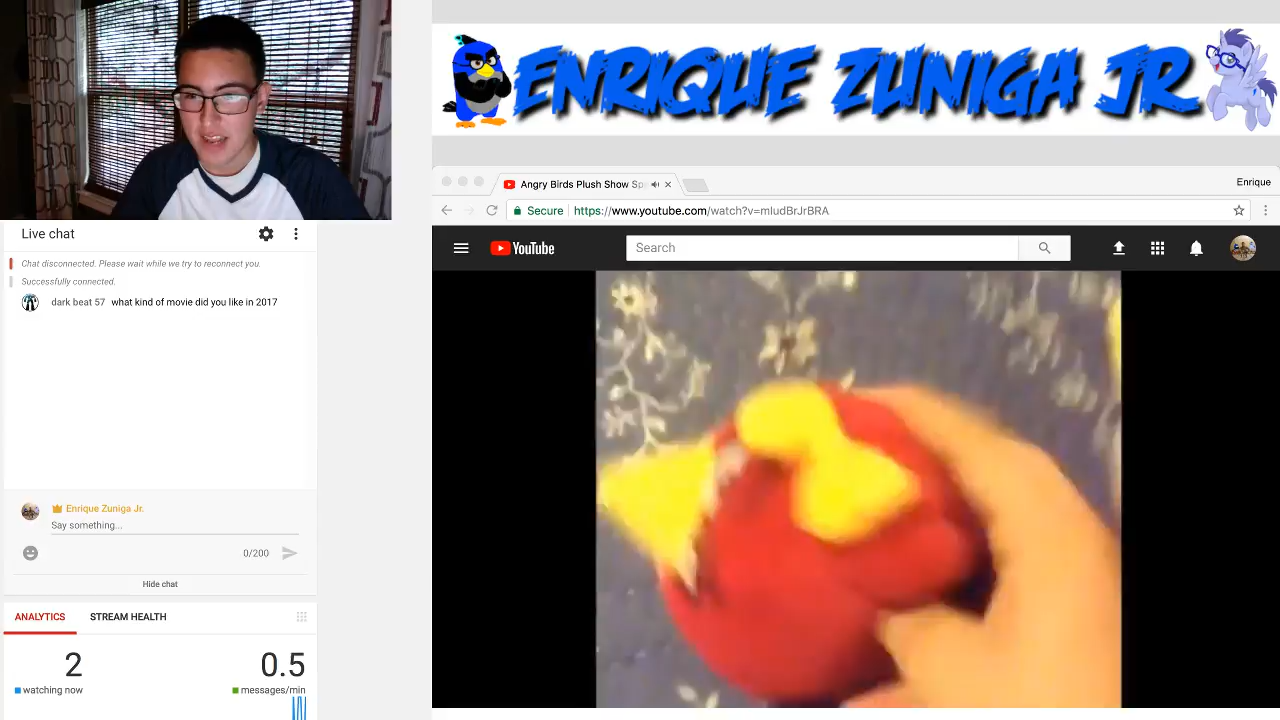 ENRIQUE ZUNIGA JR
Live chat
Chat disconnected. Please wait while we try to reconnect you.
Successfully connected.
dark beat 57 what kind of movie did you like in 2017
Enrique Zuniga Jr.
Say something...
0/200
Hide chat
ANALYTICS STREAM HEALTH
2 0.5
watching now messages/min
Angry Birds Plush Show Sp
Enrique
Secure https://www.youtube.com/watch?v=mludBrJrBRA
YouTube Search